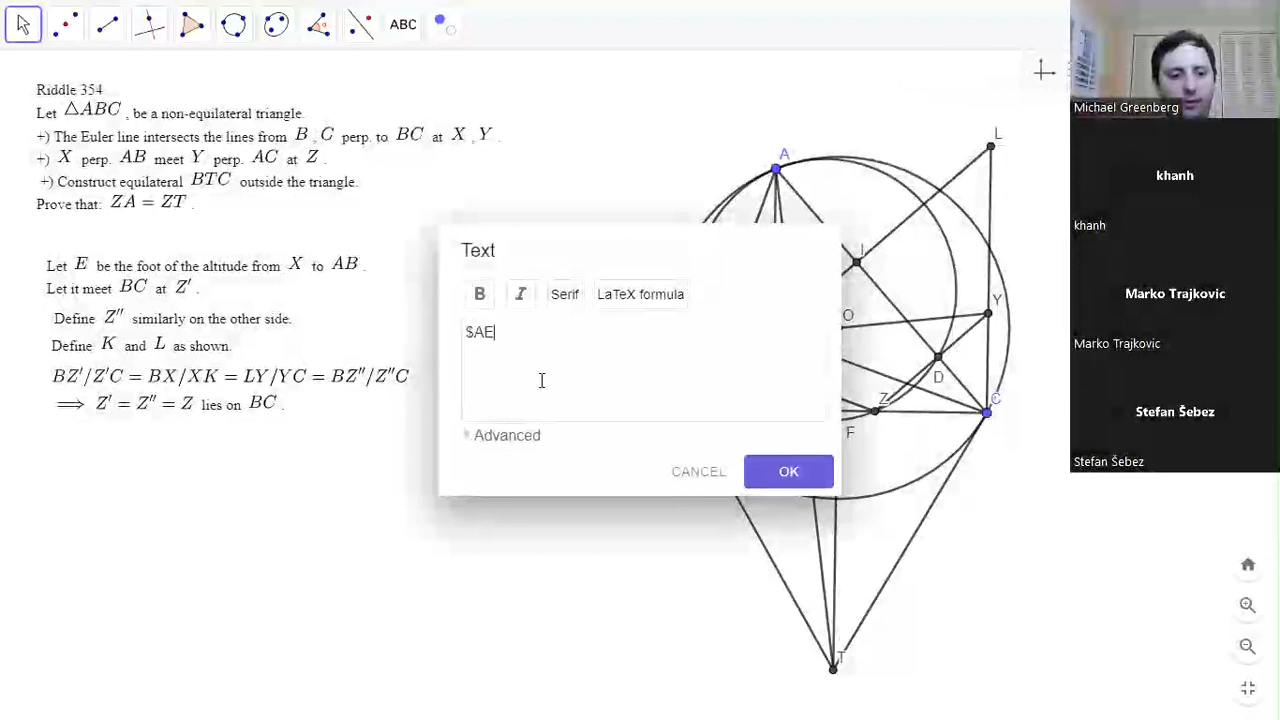 ABC
Riddle 354
Let △ABC , be a non-equilateral triangle.
+) The Euler line intersects the lines from B , C perp. to BC at X , Y .
+) X perp. AB meet Y perp. AC at Z .
+) Construct equilateral BTC outside the triangle.
Prove that: ZA = ZT .
Let E be the foot of the altitude from X to AB .
Let it meet BC at Z′ .
Define Z″ similarly on the other side.
Define K and L as shown.
BZ′/Z′C = BX/XK = LY/YC = BZ″/Z″C
⟹ Z′ = Z″ = Z lies on BC .
Text
B I Serif LaTeX formula
$AE
Advanced
CANCEL OK
A
L
O
Y
D
Z
C
F
T
Michael Greenberg
khanh
khanh
Marko Trajkovic
Marko Trajkovic
Stefan Šebez
Stefan Šebez